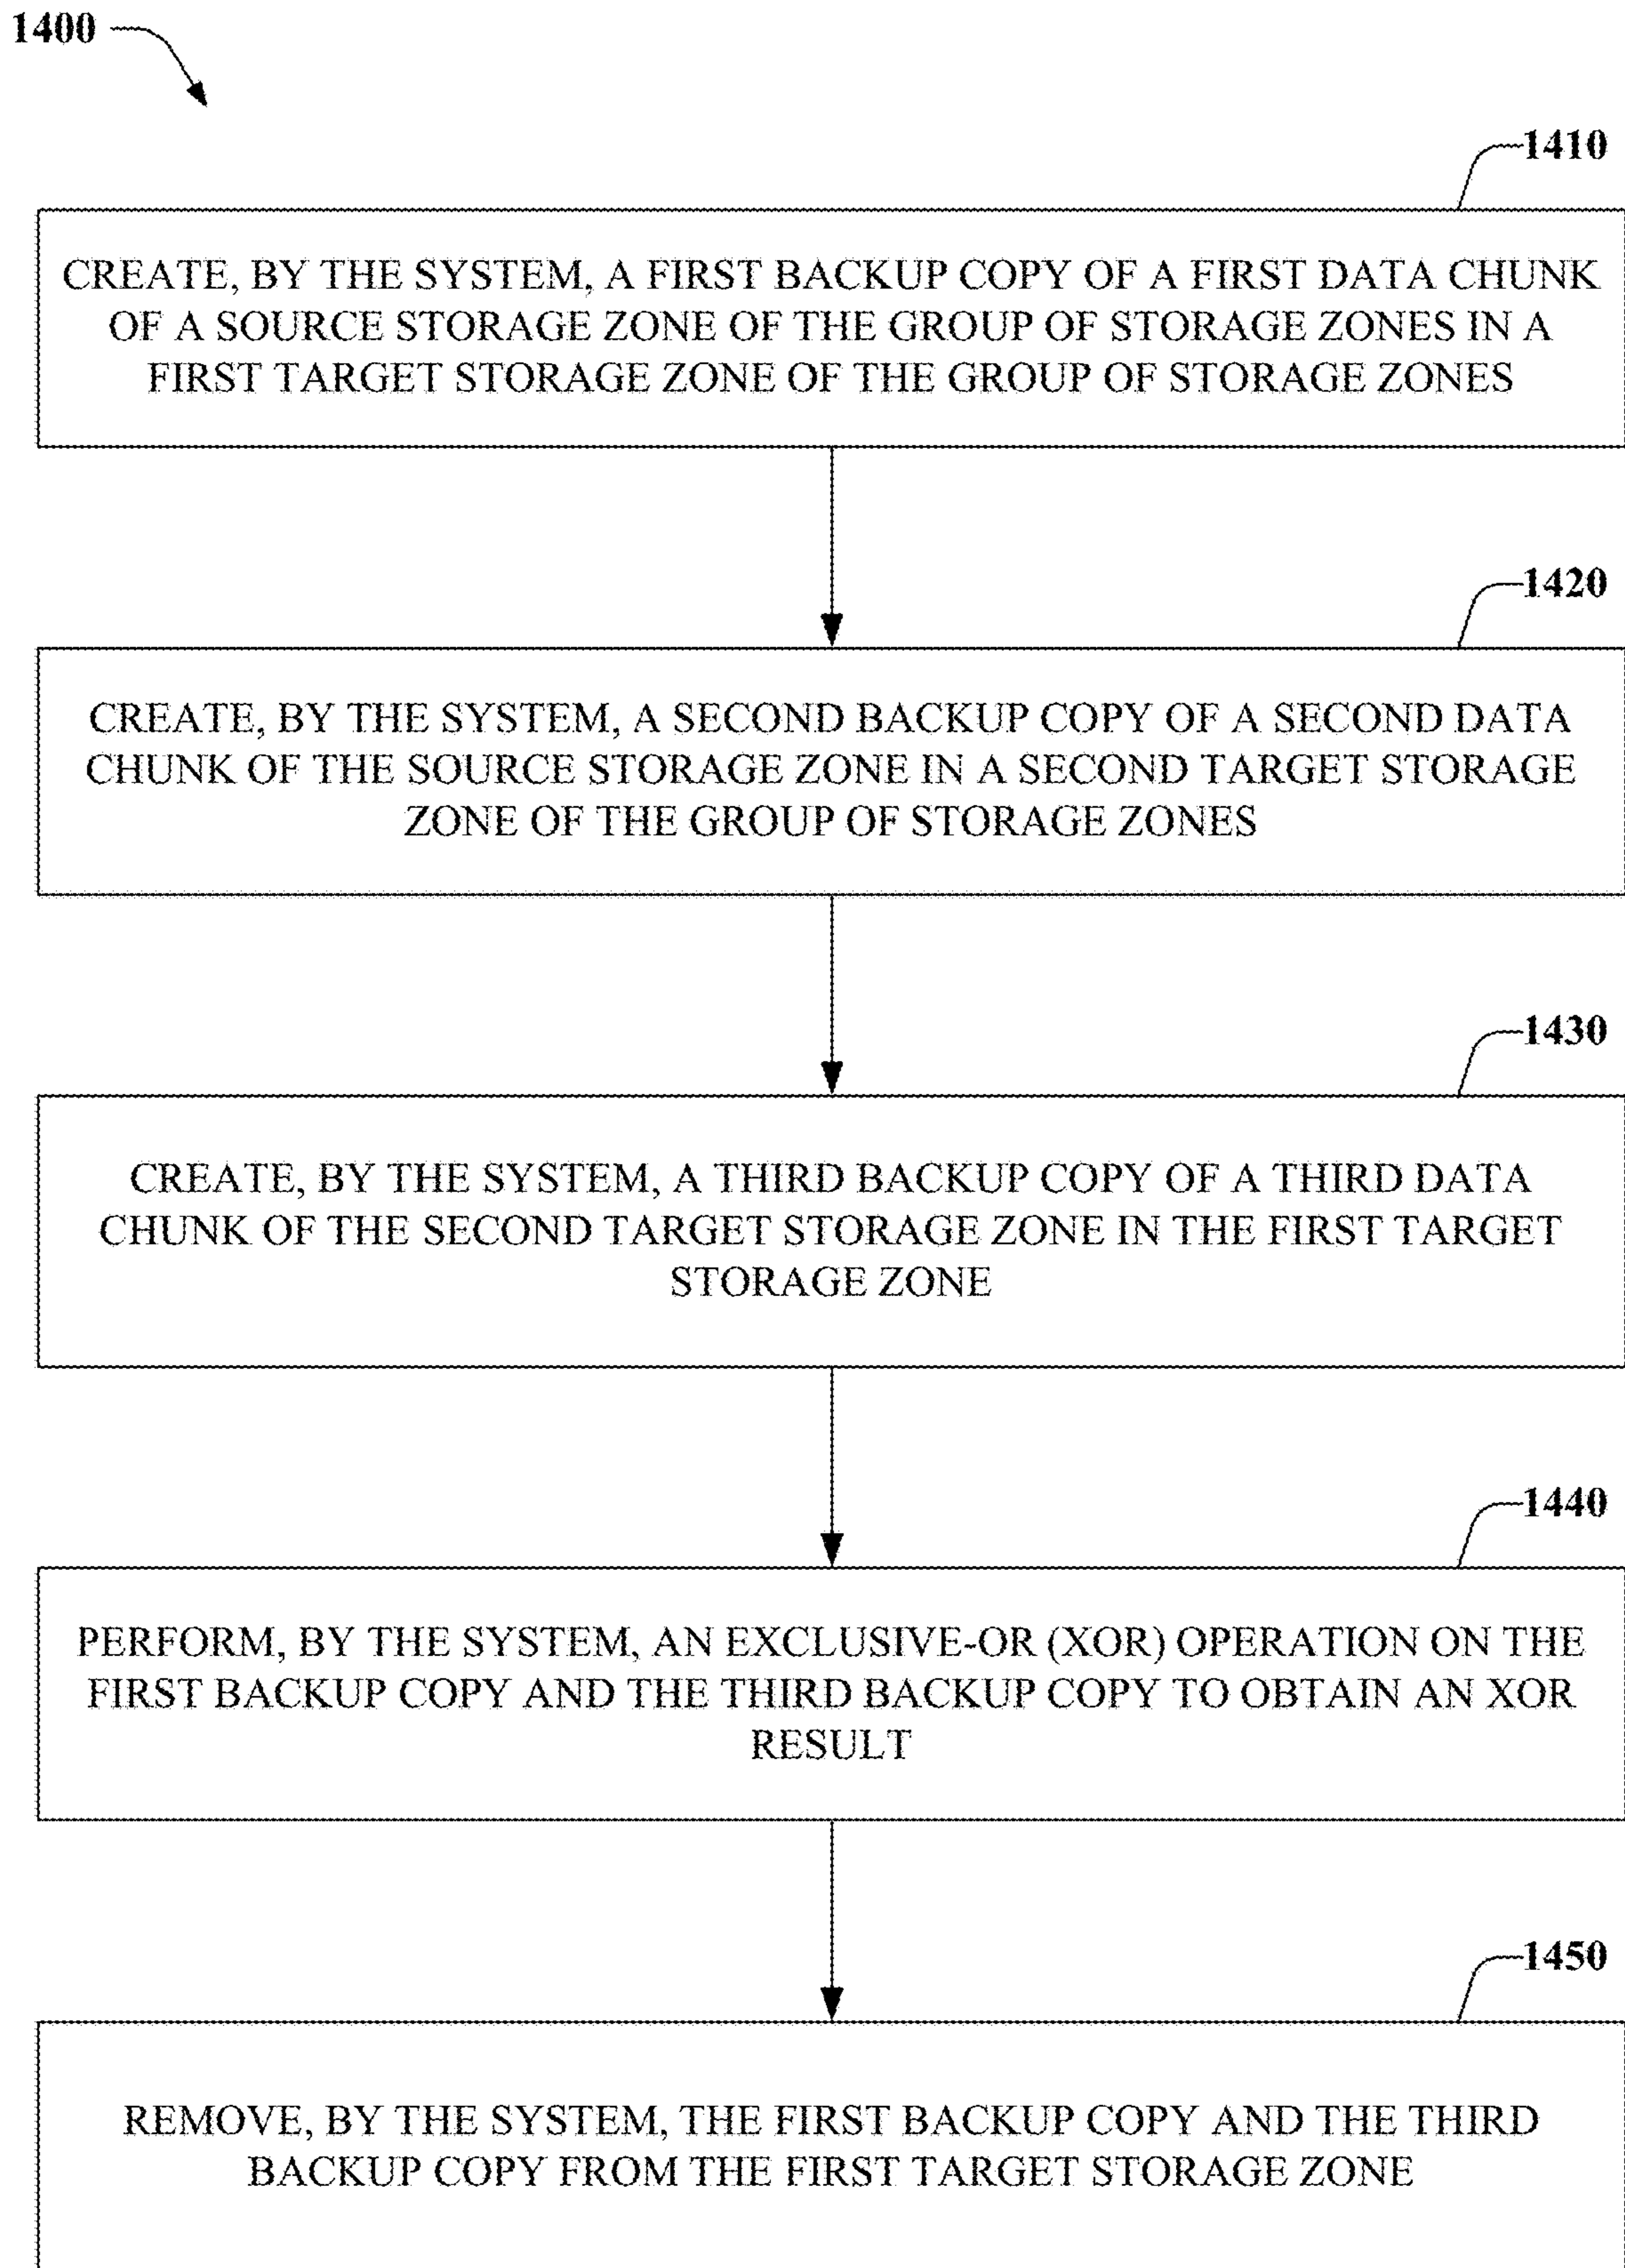 1400
1410
CREATE, BY THE SYSTEM, A FIRST BACKUP COPY OF A FIRST DATA CHUNK
OF A SOURCE STORAGE ZONE OF THE GROUP OF STORAGE ZONES IN A
FIRST TARGET STORAGE ZONE OF THE GROUP OF STORAGE ZONES
1420
CREATE, BY THE SYSTEM, A SECOND BACKUP COPY OF A SECOND DATA
CHUNK OF THE SOURCE STORAGE ZONE IN A SECOND TARGET STORAGE
ZONE OF THE GROUP OF STORAGE ZONES
1430
CREATE, BY THE SYSTEM, A THIRD BACKUP COPY OF A THIRD DATA
CHUNK OF THE SECOND TARGET STORAGE ZONE IN THE FIRST TARGET
STORAGE ZONE
1440
PERFORM, BY THE SYSTEM, AN EXCLUSIVE-OR (XOR) OPERATION ON THE
FIRST BACKUP COPY AND THE THIRD BACKUP COPY TO OBTAIN AN XOR
RESULT
1450
REMOVE, BY THE SYSTEM, THE FIRST BACKUP COPY AND THE THIRD
BACKUP COPY FROM THE FIRST TARGET STORAGE ZONE